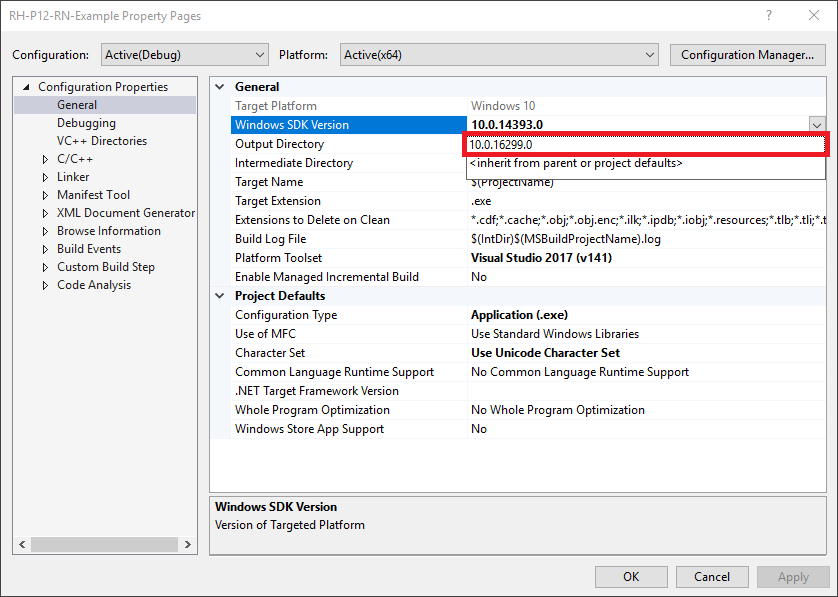 RH-P12-RN-Example Property Pages
Configuration: Active(Debug) Platform: Active(x64) Configuration Manager...
Configuration Properties
General
Debugging
VC++ Directories
C/C++
Linker
Manifest Tool
XML Document Generator
Browse Information
Build Events
Custom Build Step
Code Analysis
General
Target Platform Windows 10
Windows SDK Version 10.0.14393.0
Output Directory 10.0.16299.0
Intermediate Directory <inherit from parent or project defaults>
Target Name $(ProjectName)
Target Extension .exe
Extensions to Delete on Clean *.cdf;*.cache;*.obj;*.obj.enc;*.ilk;*.ipdb;*.iobj;*.resources;*.tlb;*.tli;*.t
Build Log File $(IntDir)$(MSBuildProjectName).log
Platform Toolset Visual Studio 2017 (v141)
Enable Managed Incremental Build No
Project Defaults
Configuration Type Application (.exe)
Use of MFC Use Standard Windows Libraries
Character Set Use Unicode Character Set
Common Language Runtime Support No Common Language Runtime Support
.NET Target Framework Version
Whole Program Optimization No Whole Program Optimization
Windows Store App Support No
Windows SDK Version
Version of Targeted Platform
OK Cancel Apply